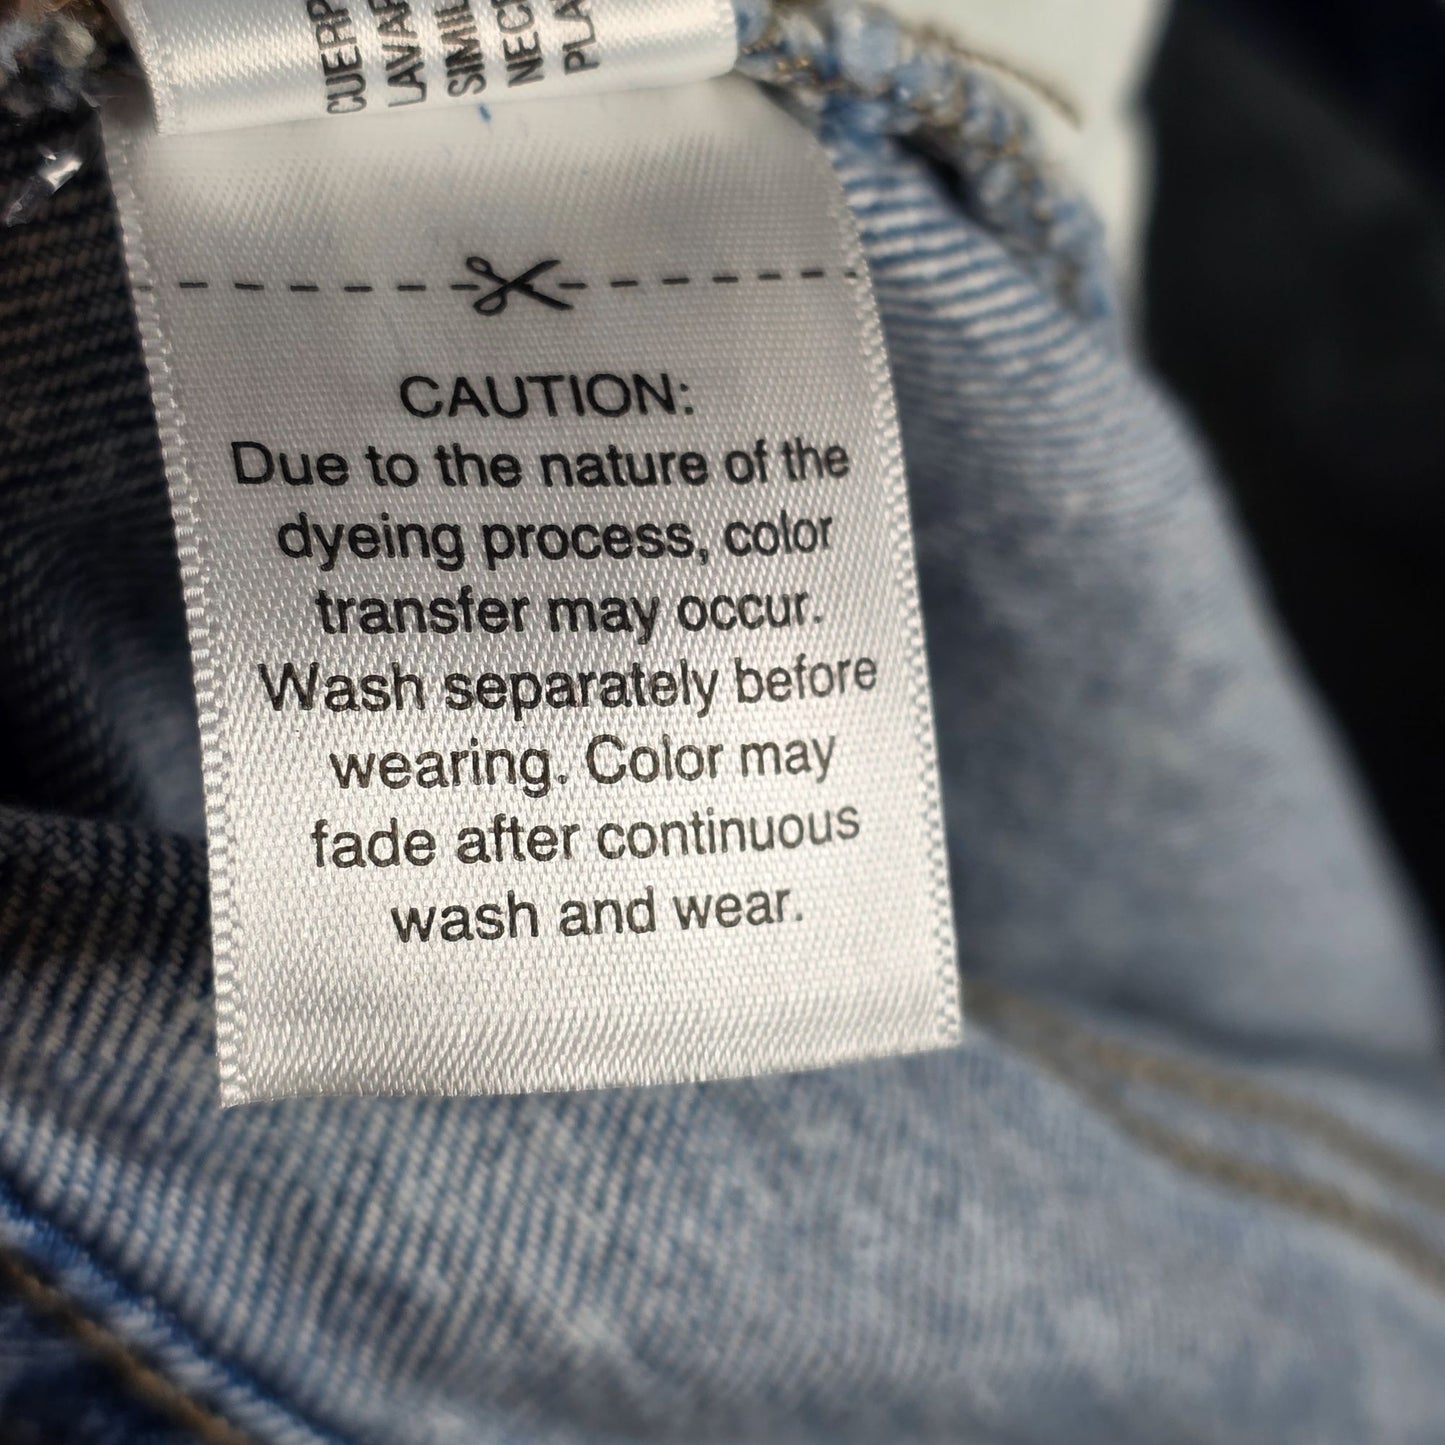 LAVAR
CAUTION:
Due to the nature of the
dyeing process, color
transfer may occur.
Wash separately before
wearing. Color may
fade after continuous
wash and wear.